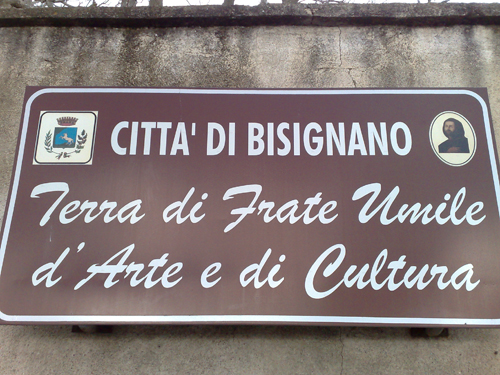 CITTA' DI BISIGNANO
Terra di Frate Umile
d'Arte e di Cultura